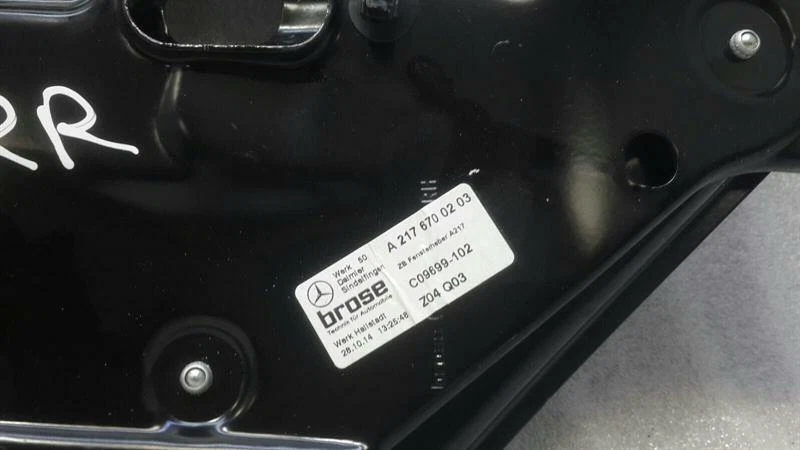 RR
Werk 50
Daimler
Sindelfingen
brose
Technik für Automobile
Werk Hallstadt
28.10.14 13:25:48
A 217 670 02 03
ZB Fensterheber A217
C09699-102
Z04 Q03